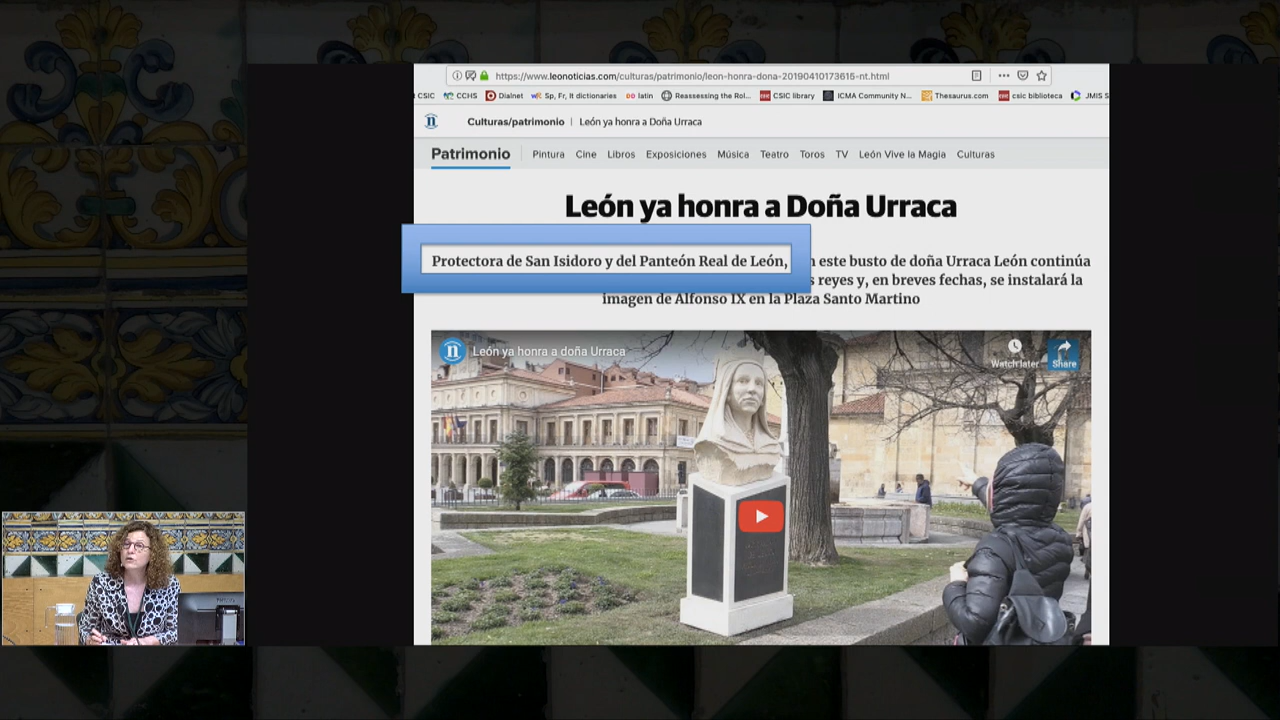 https://www.leonoticias.com/culturas/patrimonio/leon-honra-dona-20190410173616-nt.html
CSIC CCHS Dialnet Sp, Fr, It dictionaries latin Reassessing the Rol... CSIC library ICMA Community N... Thesaurus.com csic biblioteca JMIS S
n Culturas/patrimonio | León ya honra a Doña Urraca
Patrimonio Pintura Cine Libros Exposiciones Música Teatro Toros TV León Vive la Magia Culturas
León ya honra a Doña Urraca
Protectora de San Isidoro y del Panteón Real de León, n este busto de doña Urraca León continúa
s reyes y, en breves fechas, se instalará la
imagen de Alfonso IX en la Plaza Santo Martino
n León ya honra a doña Urraca
Watch later Share